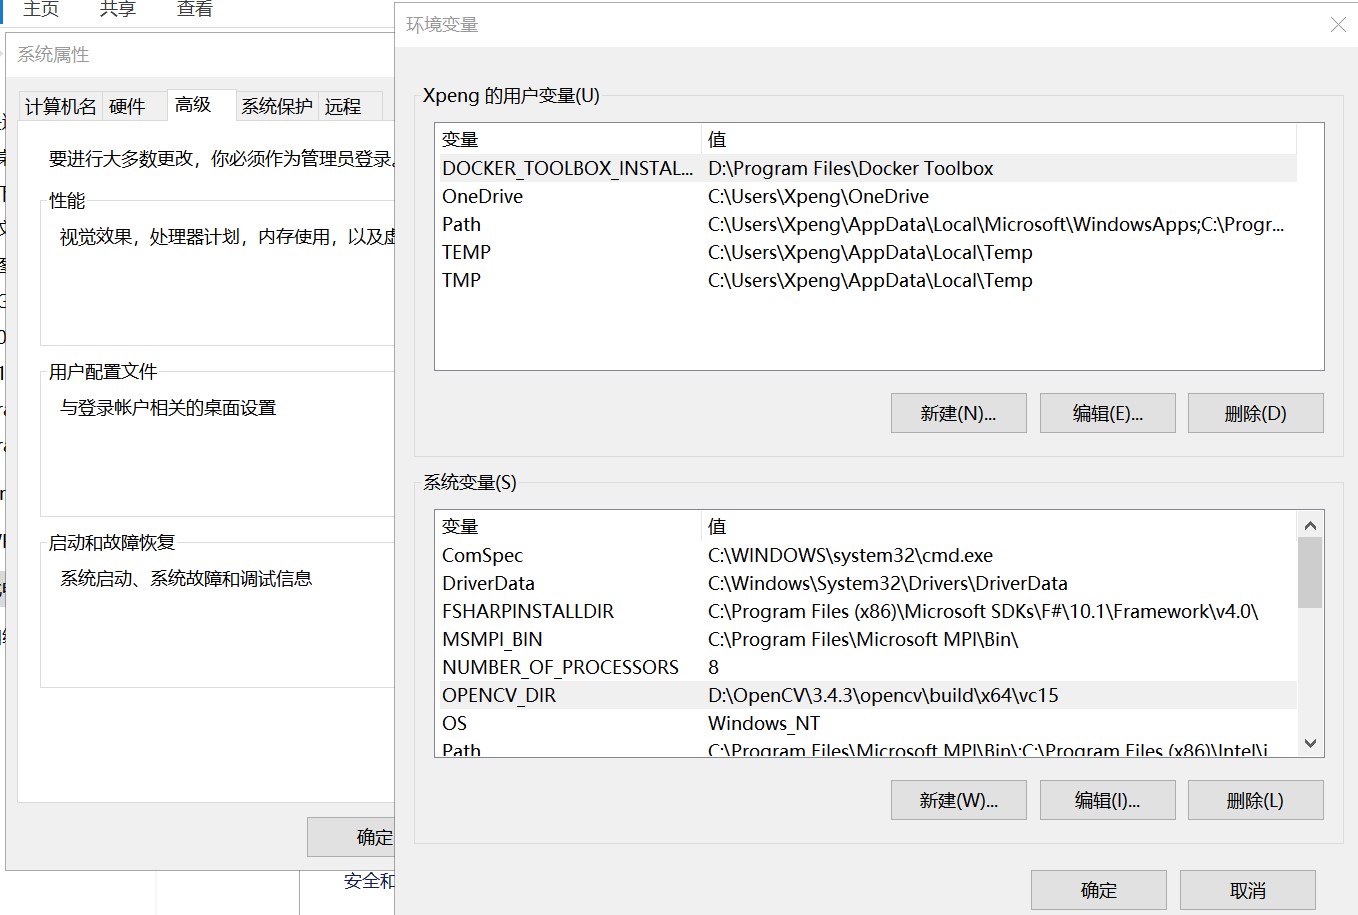 主页 共享 查看
系统属性
计算机名 硬件 高级 系统保护 远程
要进行大多数更改，你必须作为管理员登录。
性能
视觉效果，处理器计划，内存使用，以及虚
用户配置文件
与登录帐户相关的桌面设置
启动和故障恢复
系统启动、系统故障和调试信息
确定
安全和
环境变量
Xpeng 的用户变量(U)
变量 值
DOCKER_TOOLBOX_INSTAL... D:\Program Files\Docker Toolbox
OneDrive C:\Users\Xpeng\OneDrive
Path C:\Users\Xpeng\AppData\Local\Microsoft\WindowsApps;C:\Progr...
TEMP C:\Users\Xpeng\AppData\Local\Temp
TMP C:\Users\Xpeng\AppData\Local\Temp
新建(N)... 编辑(E)... 删除(D)
系统变量(S)
变量 值
ComSpec C:\WINDOWS\system32\cmd.exe
DriverData C:\Windows\System32\Drivers\DriverData
FSHARPINSTALLDIR C:\Program Files (x86)\Microsoft SDKs\F#\10.1\Framework\v4.0\
MSMPI_BIN C:\Program Files\Microsoft MPI\Bin\
NUMBER_OF_PROCESSORS 8
OPENCV_DIR D:\OpenCV\3.4.3\opencv\build\x64\vc15
OS Windows_NT
Path C:\Program Files\Microsoft MPI\Bin\;C:\Program Files (x86)\Intel\i
新建(W)... 编辑(I)... 删除(L)
确定 取消